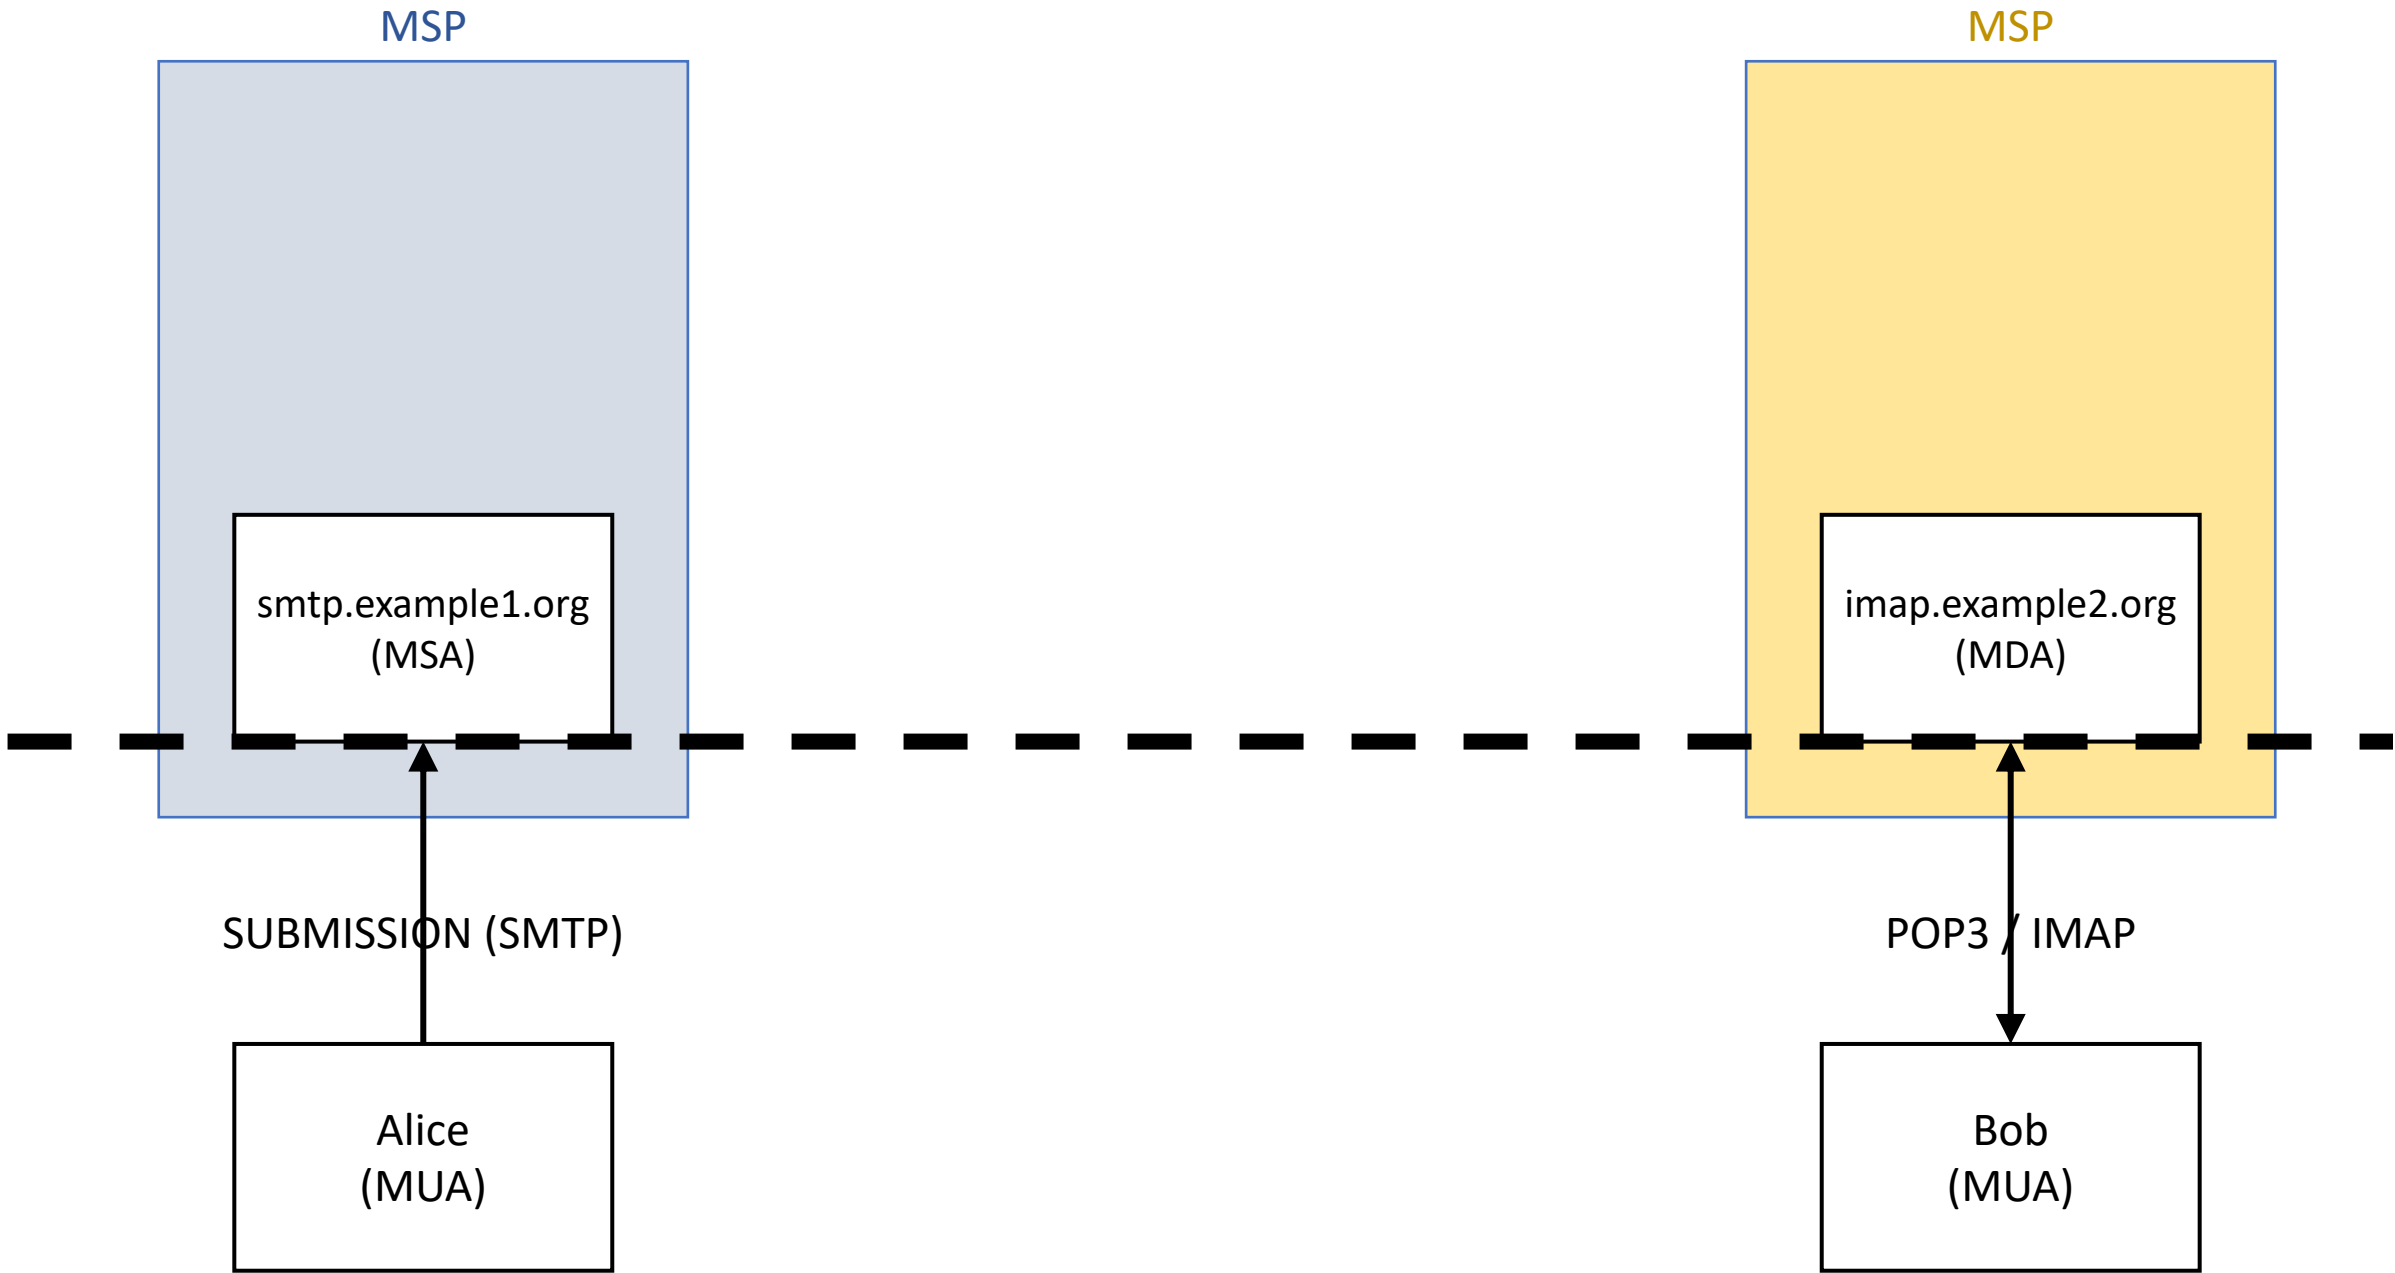 MSP
MSP
smtp.example1.org
(MSA)
imap.example2.org
(MDA)
SUBMISSION (SMTP)
POP3 / IMAP
Alice
(MUA)
Bob
(MUA)